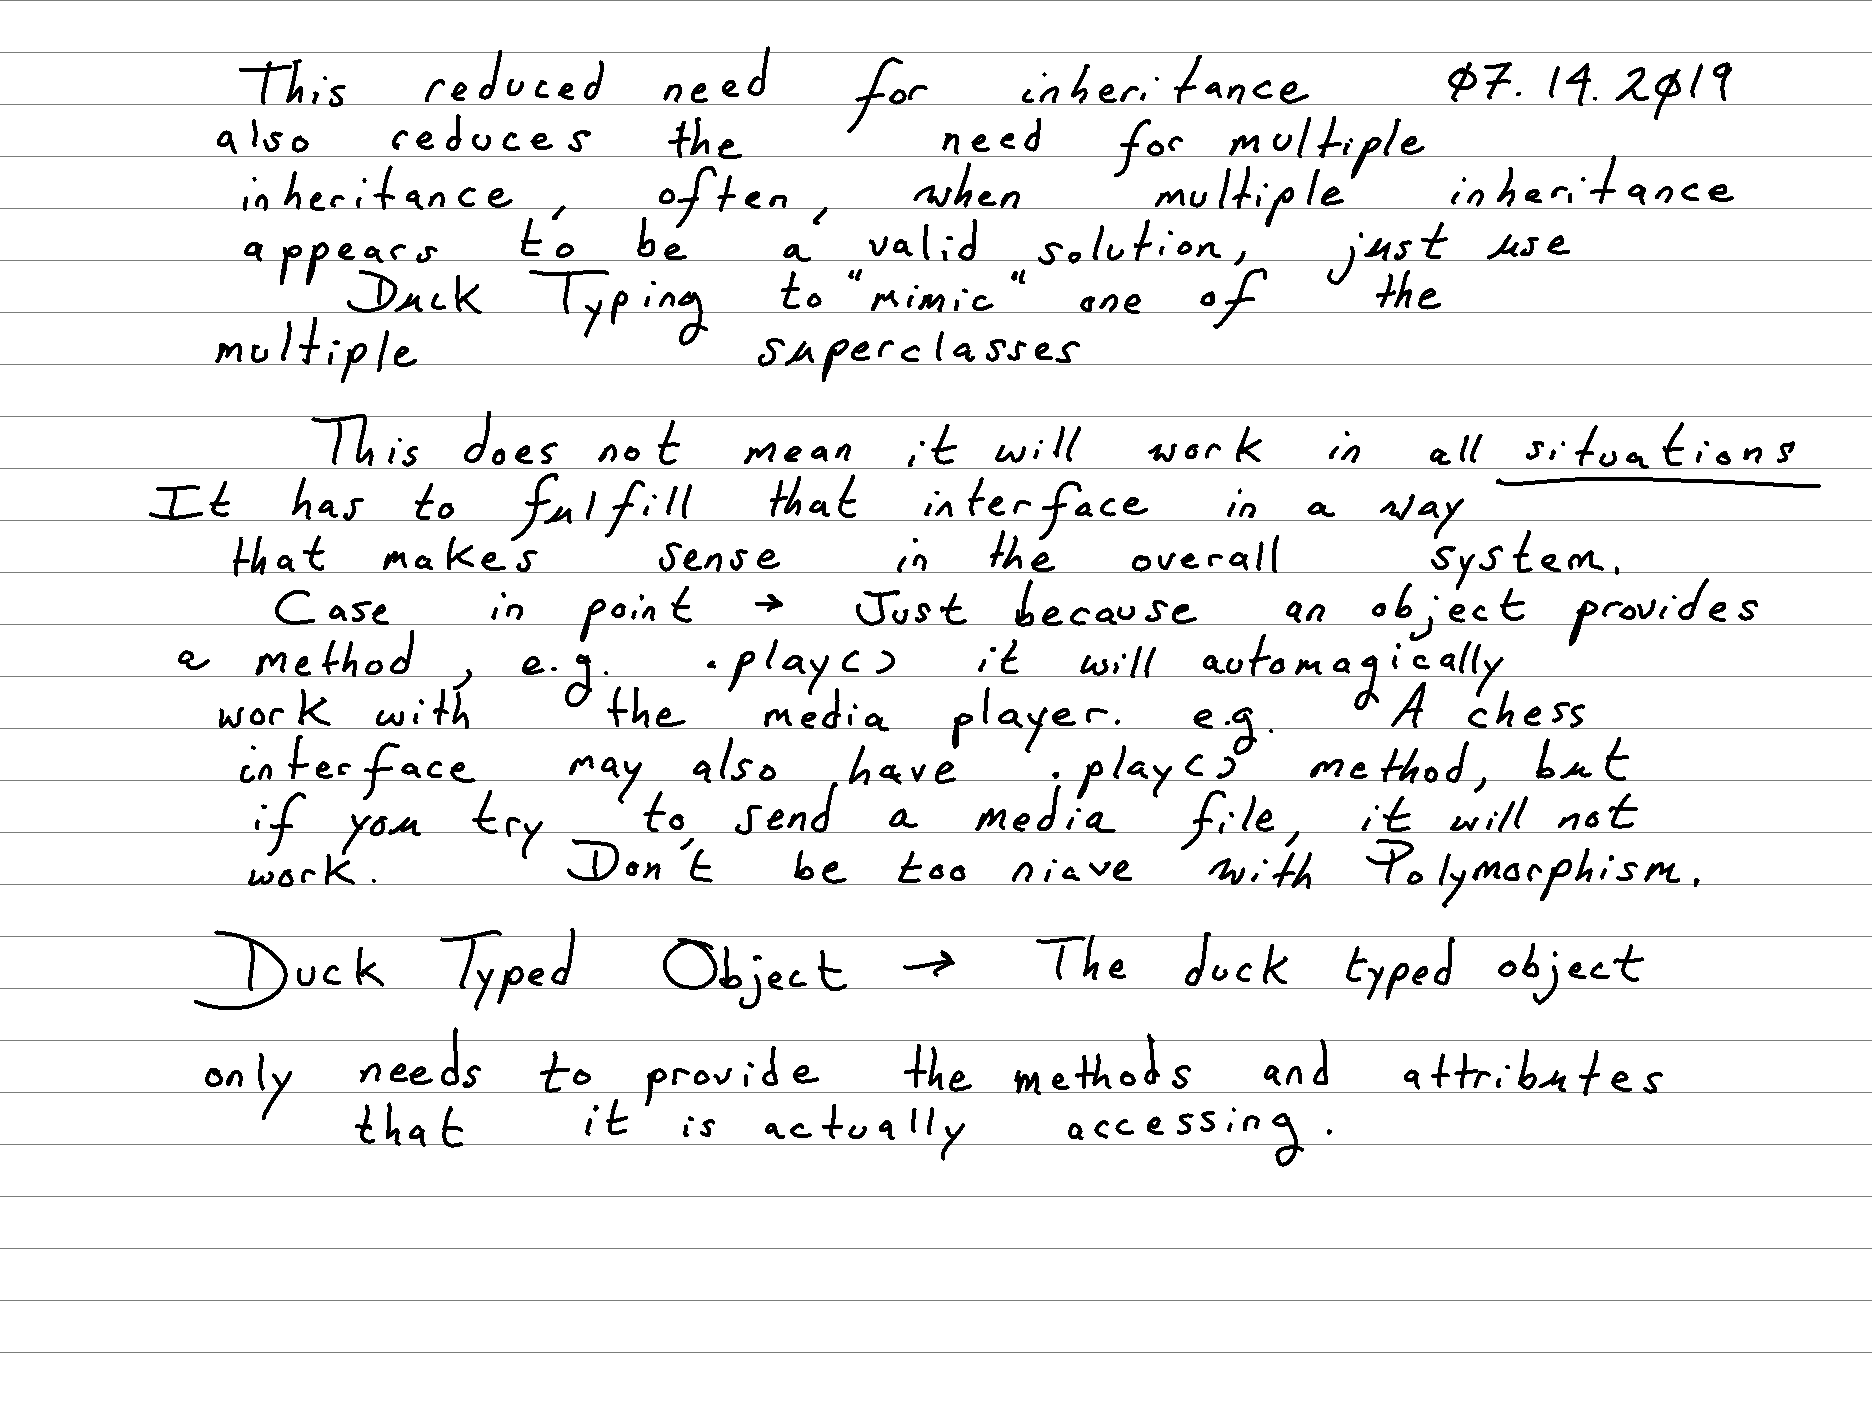 This reduced need for inheritance 07.14.2019
also reduces the need for multiple
inheritance, often, when multiple inheritance
appears to be a valid solution, just use
Duck Typing to "mimic" one of the
multiple superclasses
This does not mean it will work in all situations
It has to fulfill that interface in a way
that makes sense in the overall system.
Case in point → Just because an object provides
a method, e.g. .play() it will automagically
work with the media player. e.g. A chess
interface may also have .play() method, but
if you try to send a media file, it will not
work. Don't be too niave with Polymorphism.
Duck Typed Object → The duck typed object
only needs to provide the methods and attributes
that it is actually accessing.